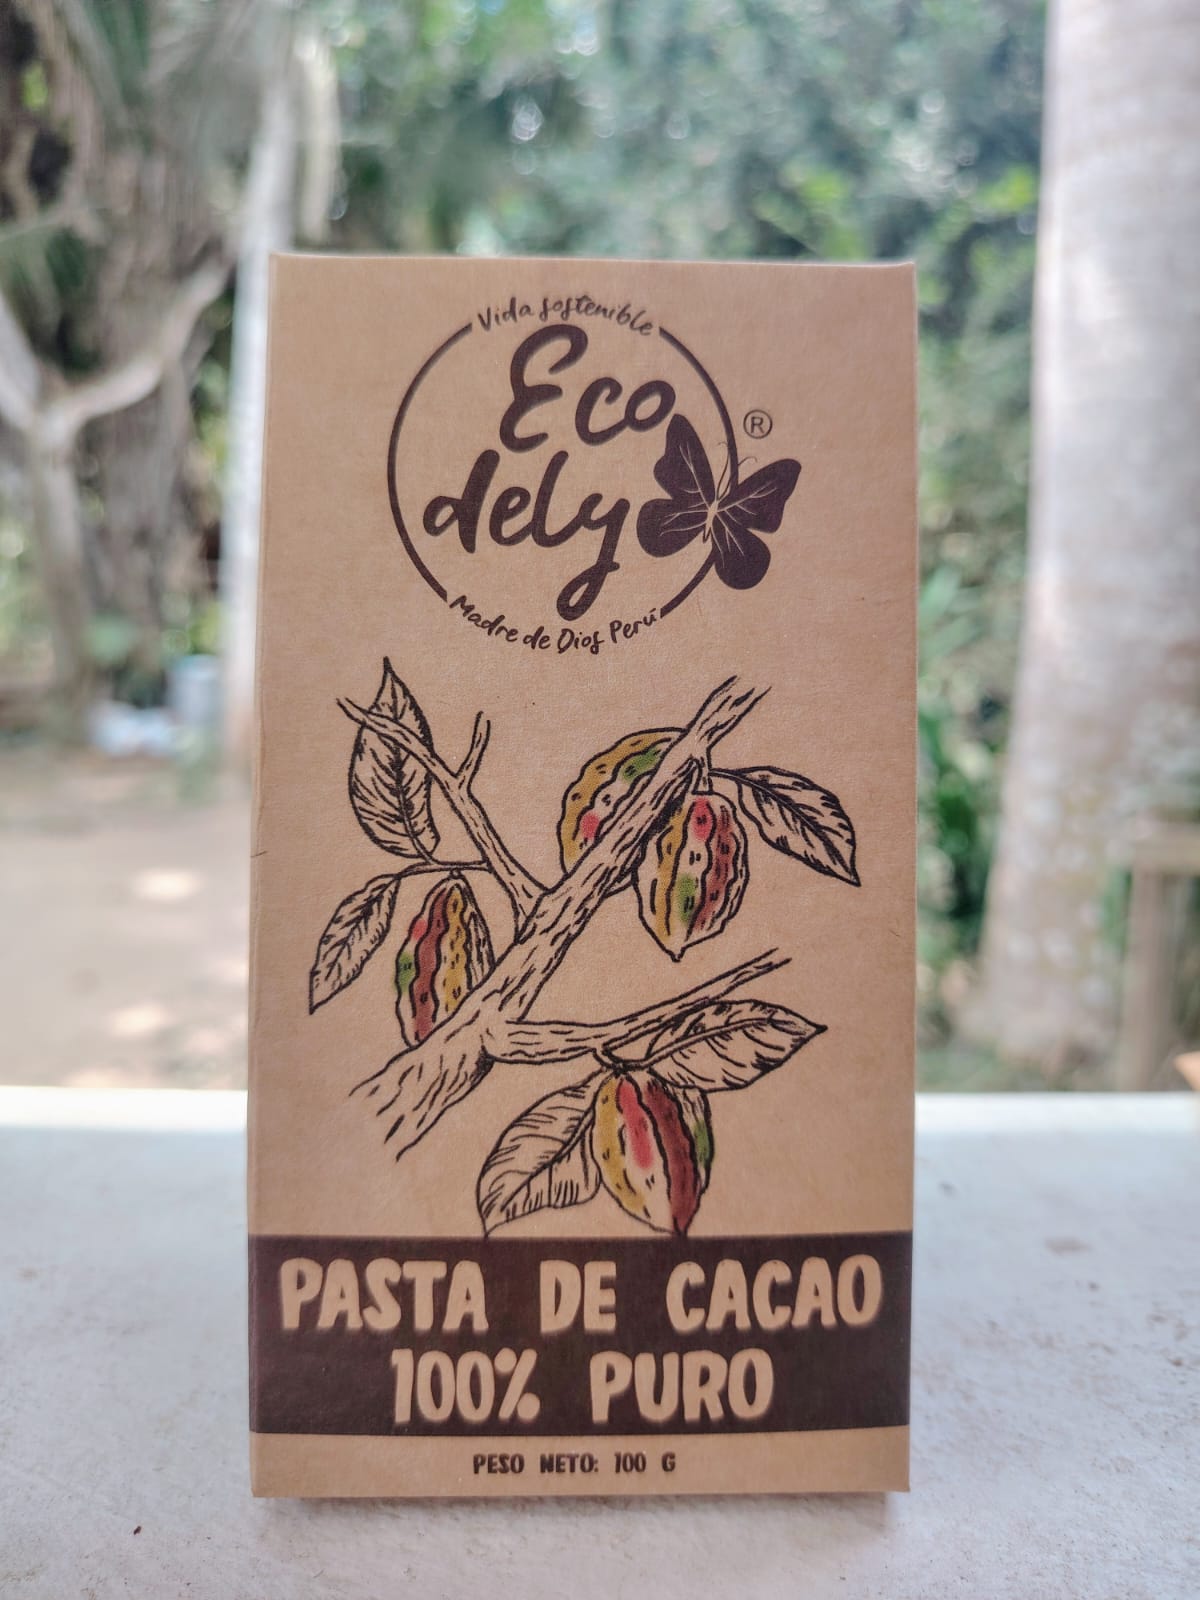 Vida sostenible
Eco
dely
®
Madre de Dios Perú
PASTA DE CACAO
100% PURO
PESO NETO: 100 G